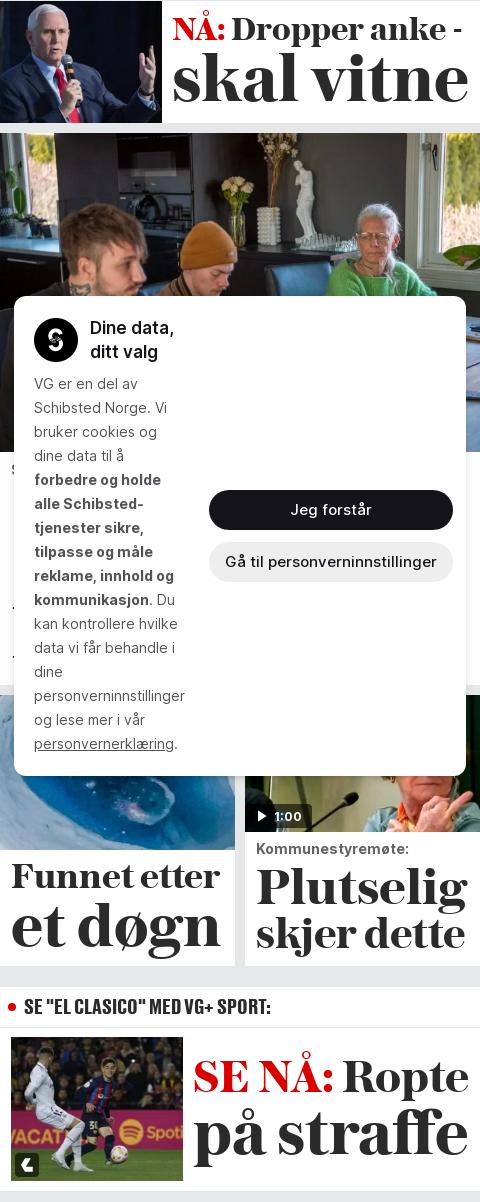 NÅ: Dropper anke -
skal vitne
Dine data,
ditt valg
VG er en del av
Schibsted Norge. Vi
bruker cookies og
dine data til å
forbedre og holde
alle Schibsted-
tjenester sikre,
tilpasse og måle
reklame, innhold og
kommunikasjon. Du
kan kontrollere hvilke
data vi får behandle i
dine
personverninnstillinger
og lese mer i vår
personvernerklæring.
Jeg forstår
Gå til personverninnstillinger
Funnet etter
et døgn
1:00
Kommunestyremøte:
Plutselig
skjer dette
SE "EL CLASICO" MED VG+ SPORT:
SE NÅ: Ropte
på straffe